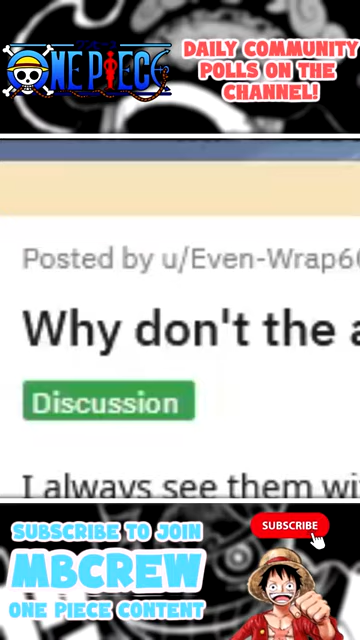 ONE PIECE
DAILY COMMUNITY
POLLS ON THE
CHANNEL!
Posted by u/Even-Wrap6
Why don't the a
Discussion
I always see them wi
SUBSCRIBE TO JOIN
MBCREW
ONE PIECE CONTENT
SUBSCRIBE